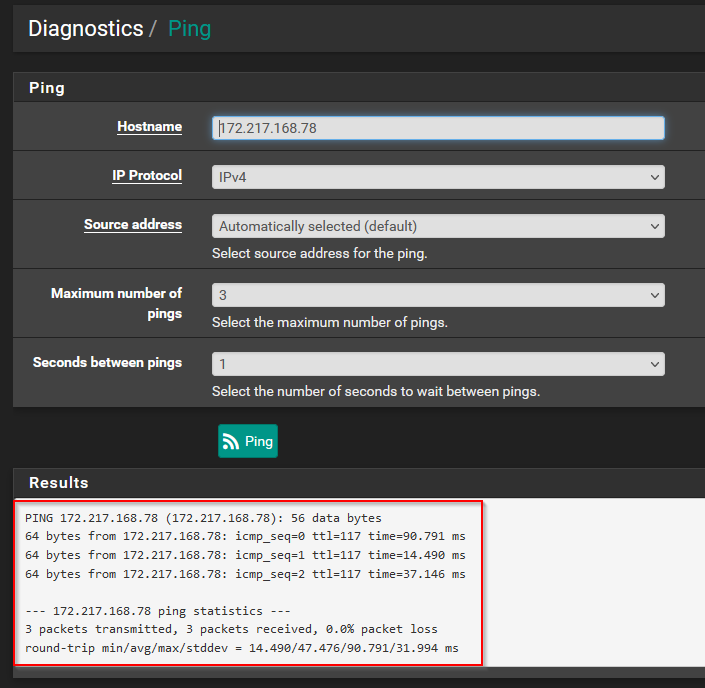 Diagnostics / Ping
Ping
Hostname
172.217.168.78
IP Protocol
IPv4
Source address
Automatically selected (default)
Select source address for the ping.
Maximum number of
pings
3
Select the maximum number of pings.
Seconds between pings
1
Select the number of seconds to wait between pings.
Ping
Results
PING 172.217.168.78 (172.217.168.78): 56 data bytes
64 bytes from 172.217.168.78: icmp_seq=0 ttl=117 time=90.791 ms
64 bytes from 172.217.168.78: icmp_seq=1 ttl=117 time=14.490 ms
64 bytes from 172.217.168.78: icmp_seq=2 ttl=117 time=37.146 ms
--- 172.217.168.78 ping statistics ---
3 packets transmitted, 3 packets received, 0.0% packet loss
round-trip min/avg/max/stddev = 14.490/47.476/90.791/31.994 ms